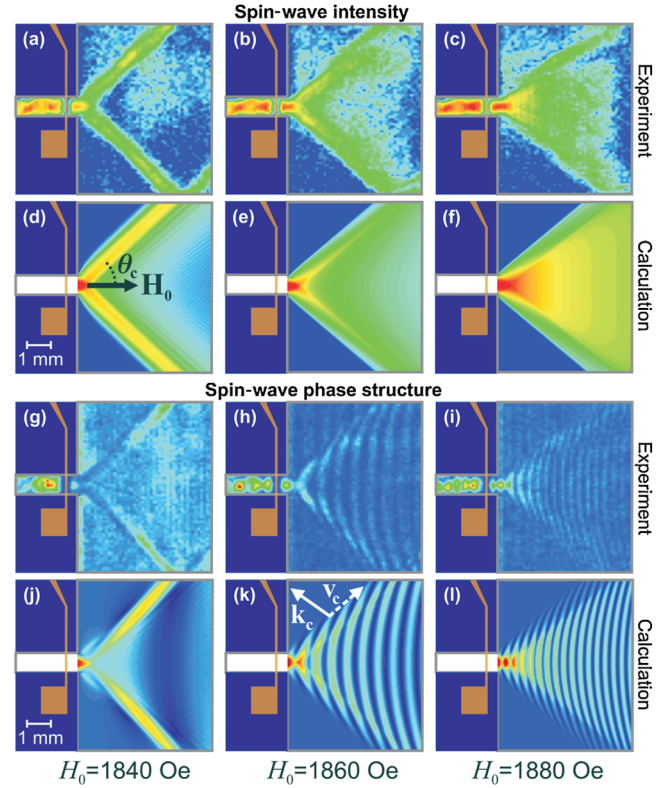 Spin-wave intensity
(a) (b) (c)
Experiment
(d) (e) (f)
θc
H0
1 mm
Calculation
Spin-wave phase structure
(g) (h) (i)
Experiment
(j) (k) (l)
kc vc
1 mm
Calculation
H0=1840 Oe H0=1860 Oe H0=1880 Oe